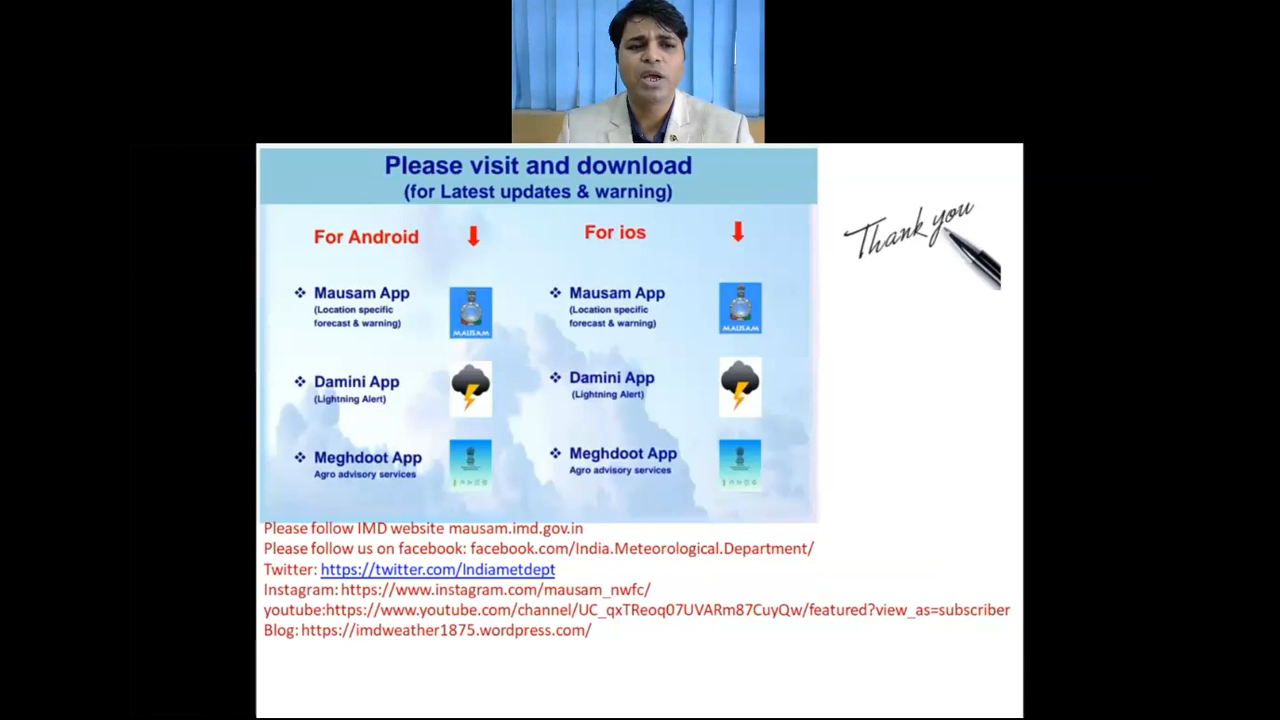 Please visit and download
(for Latest updates & warning)
For Android
For ios
Mausam App
(Location specific
forecast & warning)
MAUSAM
Mausam App
(Location specific
forecast & warning)
MAUSAM
Damini App
(Lightning Alert)
Damini App
(Lightning Alert)
Meghdoot App
Agro advisory services
Meghdoot App
Agro advisory services
Thank you
Please follow IMD website mausam.imd.gov.in
Please follow us on facebook: facebook.com/India.Meteorological.Department/
Twitter: https://twitter.com/Indiametdept
Instagram: https://www.instagram.com/mausam_nwfc/
youtube:https://www.youtube.com/channel/UC_qxTReoq07UVARm87CuyQw/featured?view_as=subscriber
Blog: https://imdweather1875.wordpress.com/